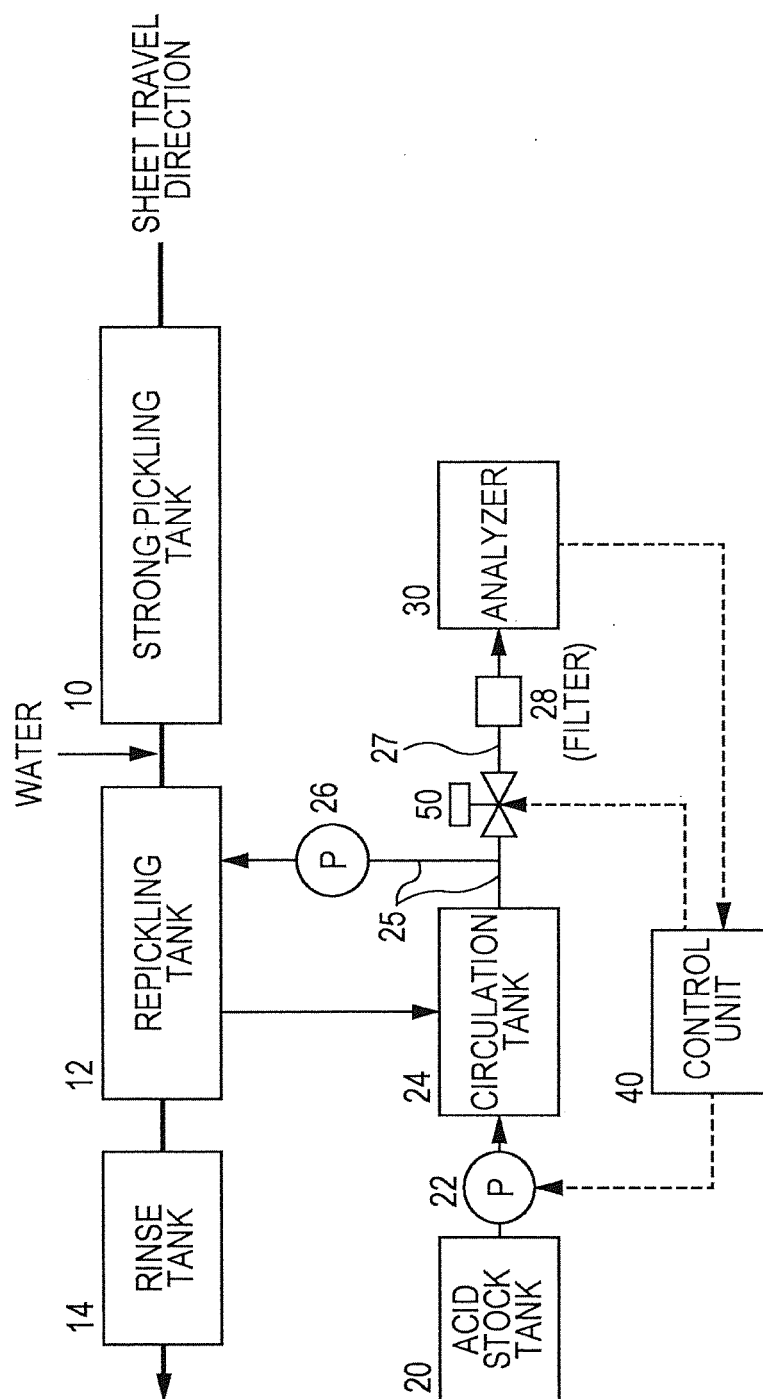 SHEET TRAVEL
DIRECTION
WATER
10
STRONG PICKLING
TANK
12
REPICKLING
TANK
14
RINSE
TANK
26
P
25
50
27
28
(FILTER)
30
ANALYZER
24
CIRCULATION
TANK
22
P
20
ACID
STOCK
TANK
40
CONTROL
UNIT